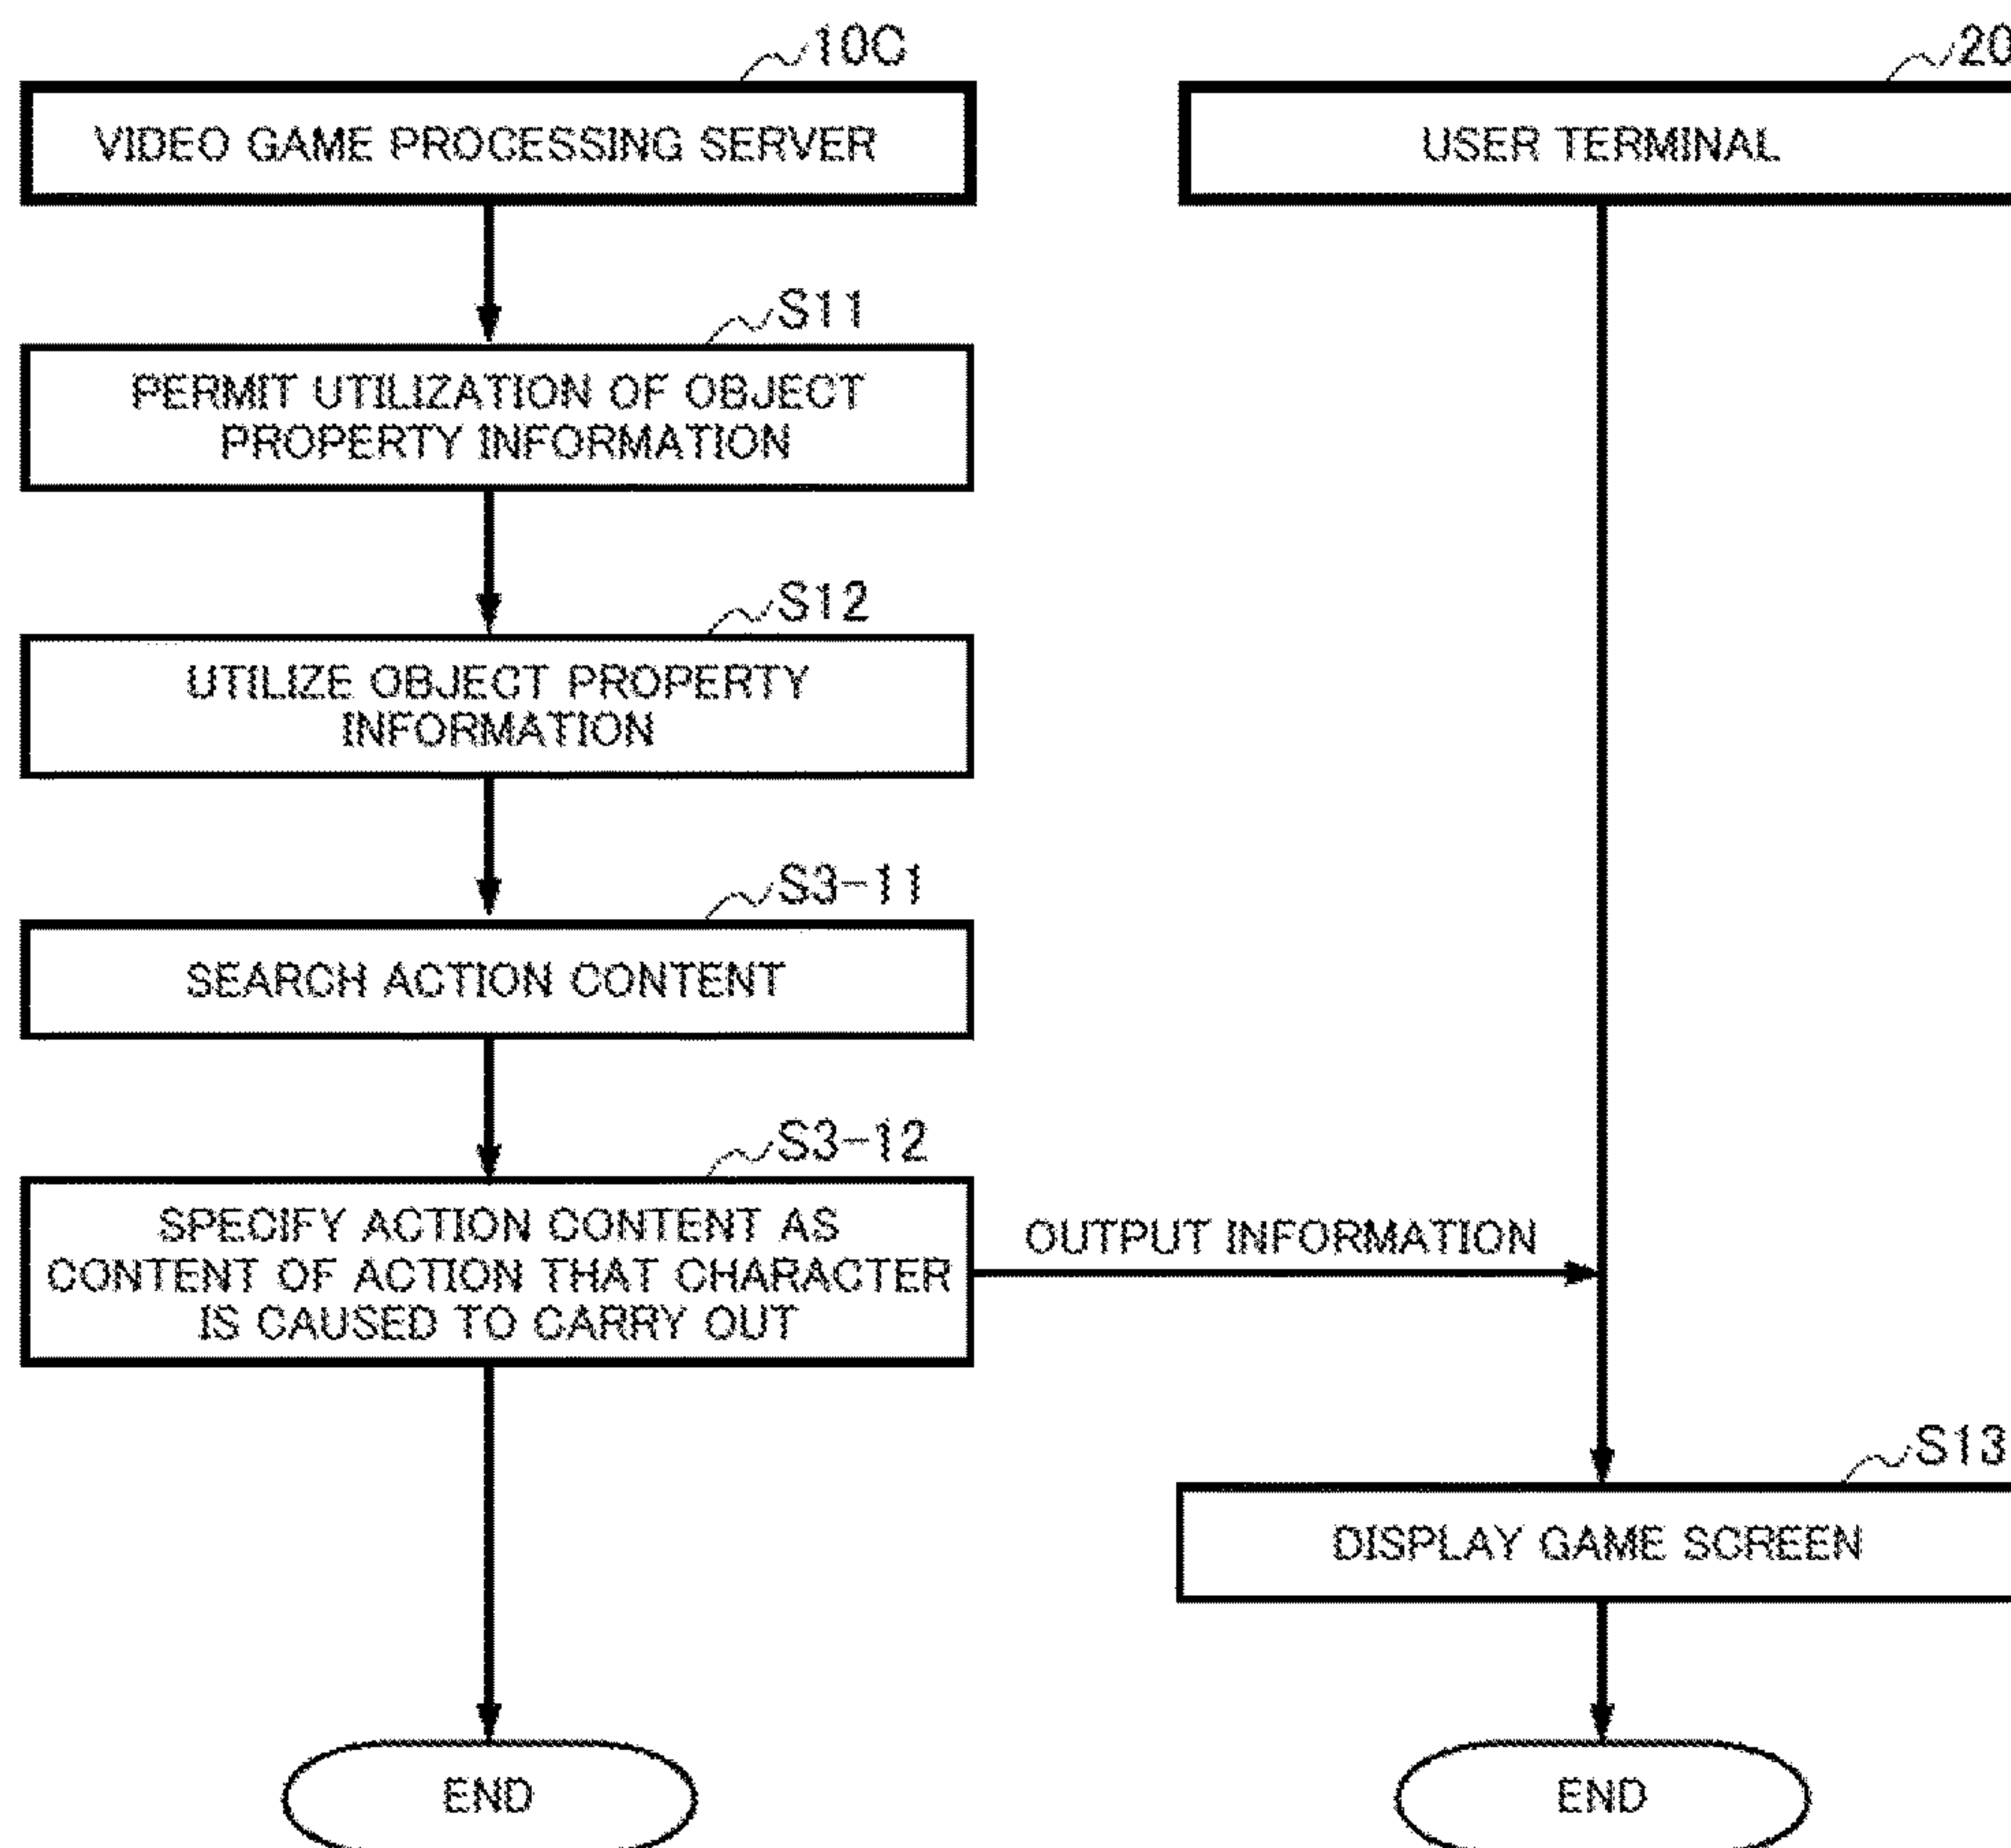 10C
VIDEO GAME PROCESSING SERVER
S11
PERMIT UTILIZATION OF OBJECT
PROPERTY INFORMATION
S12
UTILIZE OBJECT PROPERTY
INFORMATION
S3-11
SEARCH ACTION CONTENT
S3-12
SPECIFY ACTION CONTENT AS
CONTENT OF ACTION THAT CHARACTER
IS CAUSED TO CARRY OUT
END
OUTPUT INFORMATION
20
USER TERMINAL
S13
DISPLAY GAME SCREEN
END